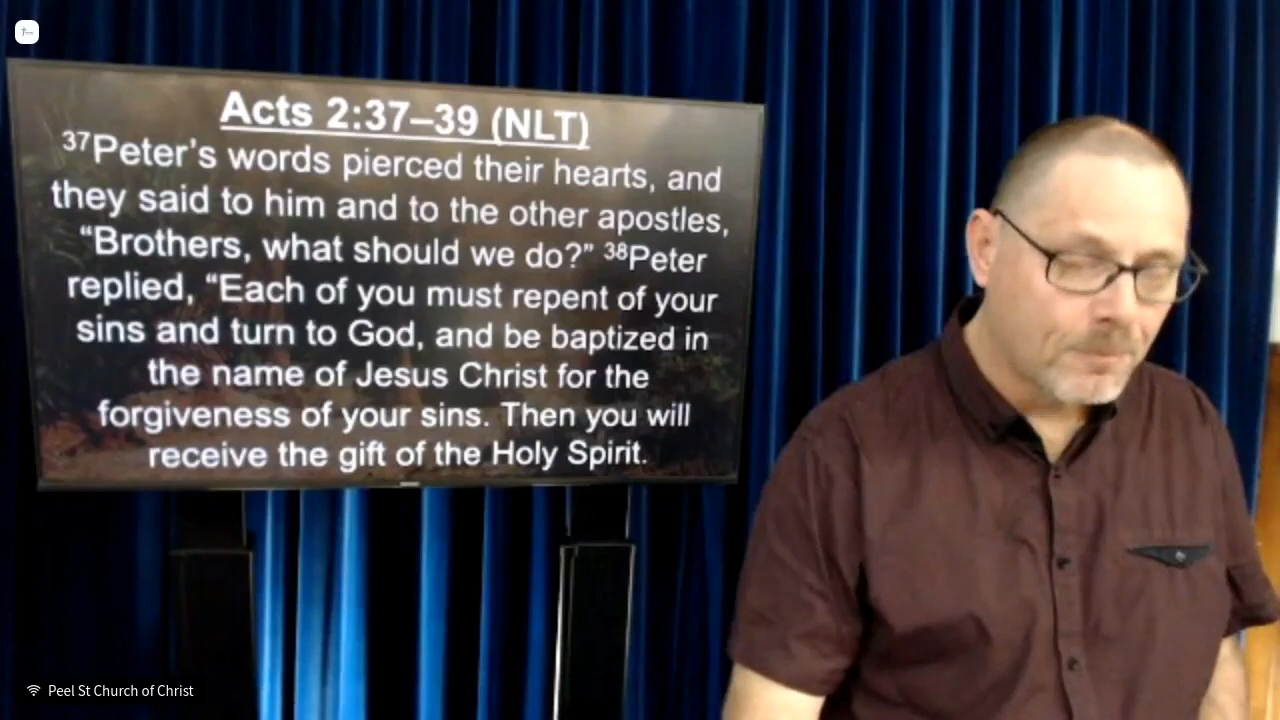 Acts 2:37–39 (NLT)
37Peter’s words pierced their hearts, and
they said to him and to the other apostles,
“Brothers, what should we do?” 38Peter
replied, “Each of you must repent of your
sins and turn to God, and be baptized in
the name of Jesus Christ for the
forgiveness of your sins. Then you will
receive the gift of the Holy Spirit.
Peel St Church of Christ